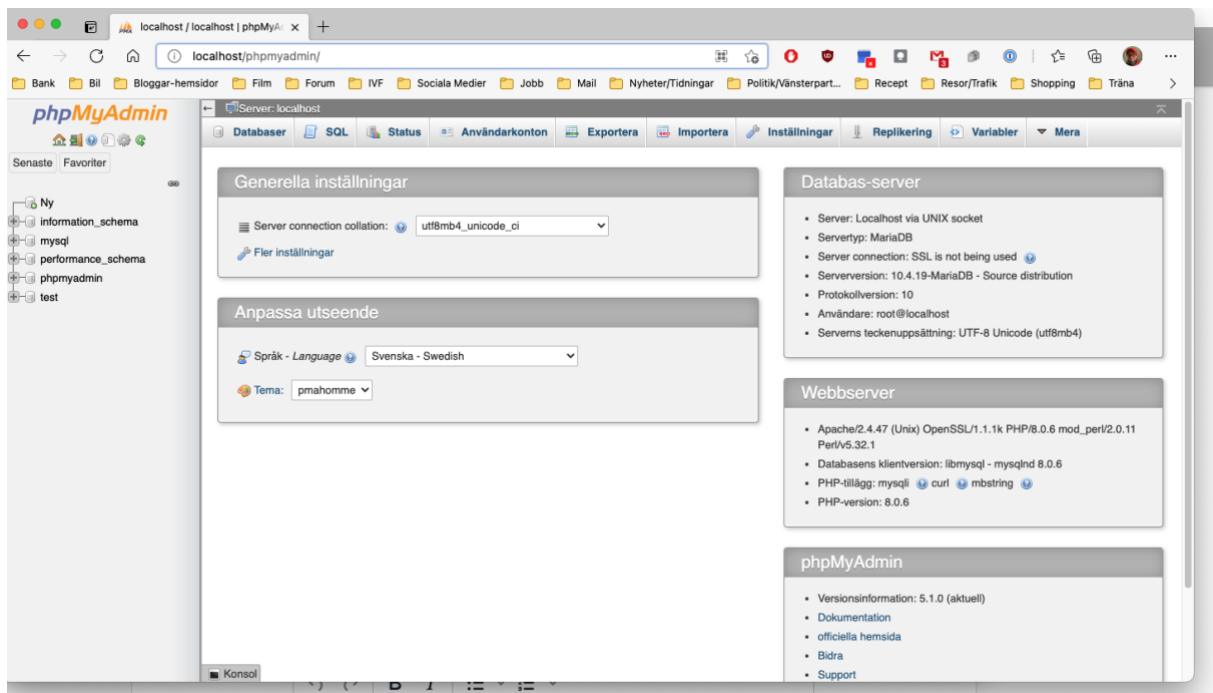 localhost / localhost | phpMyA
localhost/phpmyadmin/
Bank Bil Bloggar-hemsidor Film Forum IVF Sociala Medier Jobb Mail Nyheter/Tidningar Politik/Vänsterpart... Recept Resor/Trafik Shopping Träna
phpMyAdmin
Senaste Favoriter
Ny
information_schema
mysql
performance_schema
phpmyadmin
test
Server: localhost
Databaser SQL Status Användarkonton Exportera Importera Inställningar Replikering Variabler Mera
Generella inställningar
Server connection collation: utf8mb4_unicode_ci
Fler inställningar
Anpassa utseende
Språk - Language Svenska - Swedish
Tema: pmahomme
Databas-server
Server: Localhost via UNIX socket
Servertyp: MariaDB
Server connection: SSL is not being used
Serverversion: 10.4.19-MariaDB - Source distribution
Protokollversion: 10
Användare: root@localhost
Serverns teckenuppsättning: UTF-8 Unicode (utf8mb4)
Webbserver
Apache/2.4.47 (Unix) OpenSSL/1.1.1k PHP/8.0.6 mod_perl/2.0.11
Perl/v5.32.1
Databasens klientversion: libmysql - mysqlnd 8.0.6
PHP-tillägg: mysqli curl mbstring
PHP-version: 8.0.6
phpMyAdmin
Versionsinformation: 5.1.0 (aktuell)
Dokumentation
officiella hemsida
Bidra
Support
Konsol